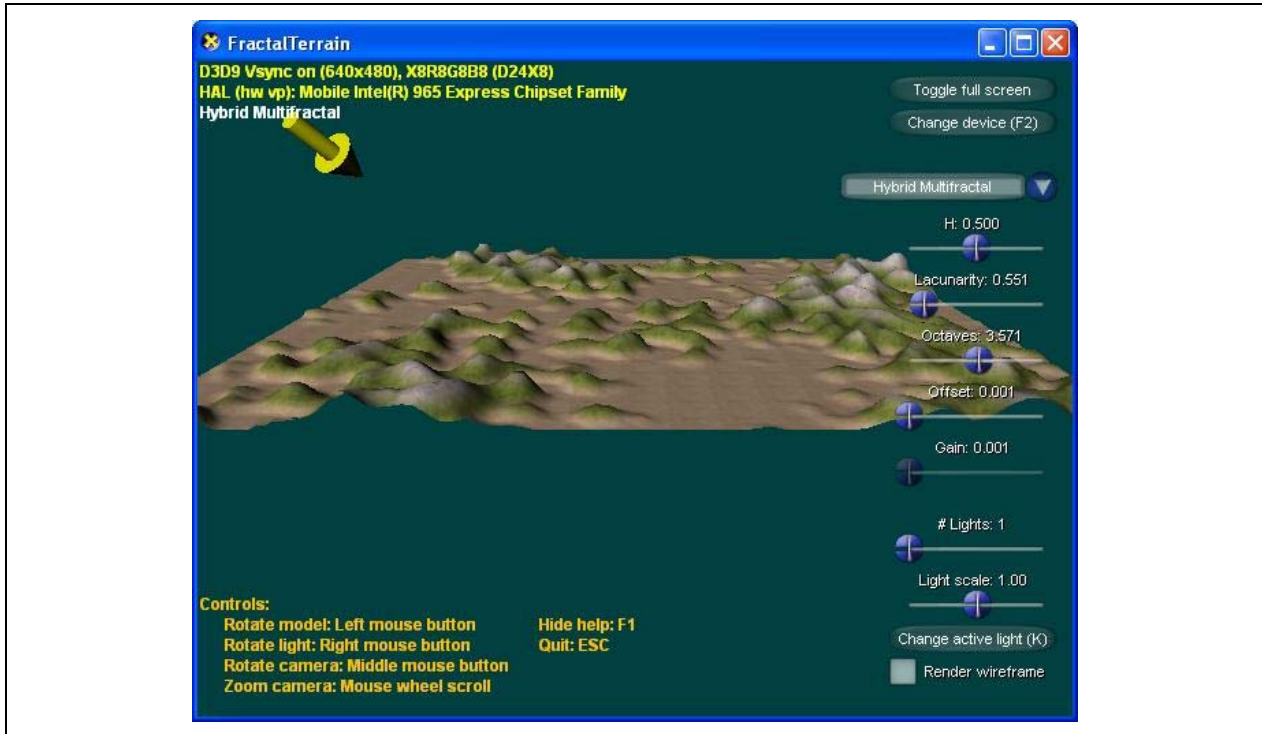 FractalTerrain
D3D9 Vsync on (640x480), X8R8G8B8 (D24X8)
HAL (hw vp): Mobile Intel(R) 965 Express Chipset Family
Hybrid Multifractal
Toggle full screen
Change device (F2)
Hybrid Multifractal
H: 0.500
Lacunarity: 0.551
Octaves: 3.571
Offset: 0.001
Gain: 0.001
# Lights: 1
Light scale: 1.00
Change active light (K)
Render wireframe
Controls:
Rotate model: Left mouse button
Rotate light: Right mouse button
Rotate camera: Middle mouse button
Zoom camera: Mouse wheel scroll
Hide help: F1
Quit: ESC